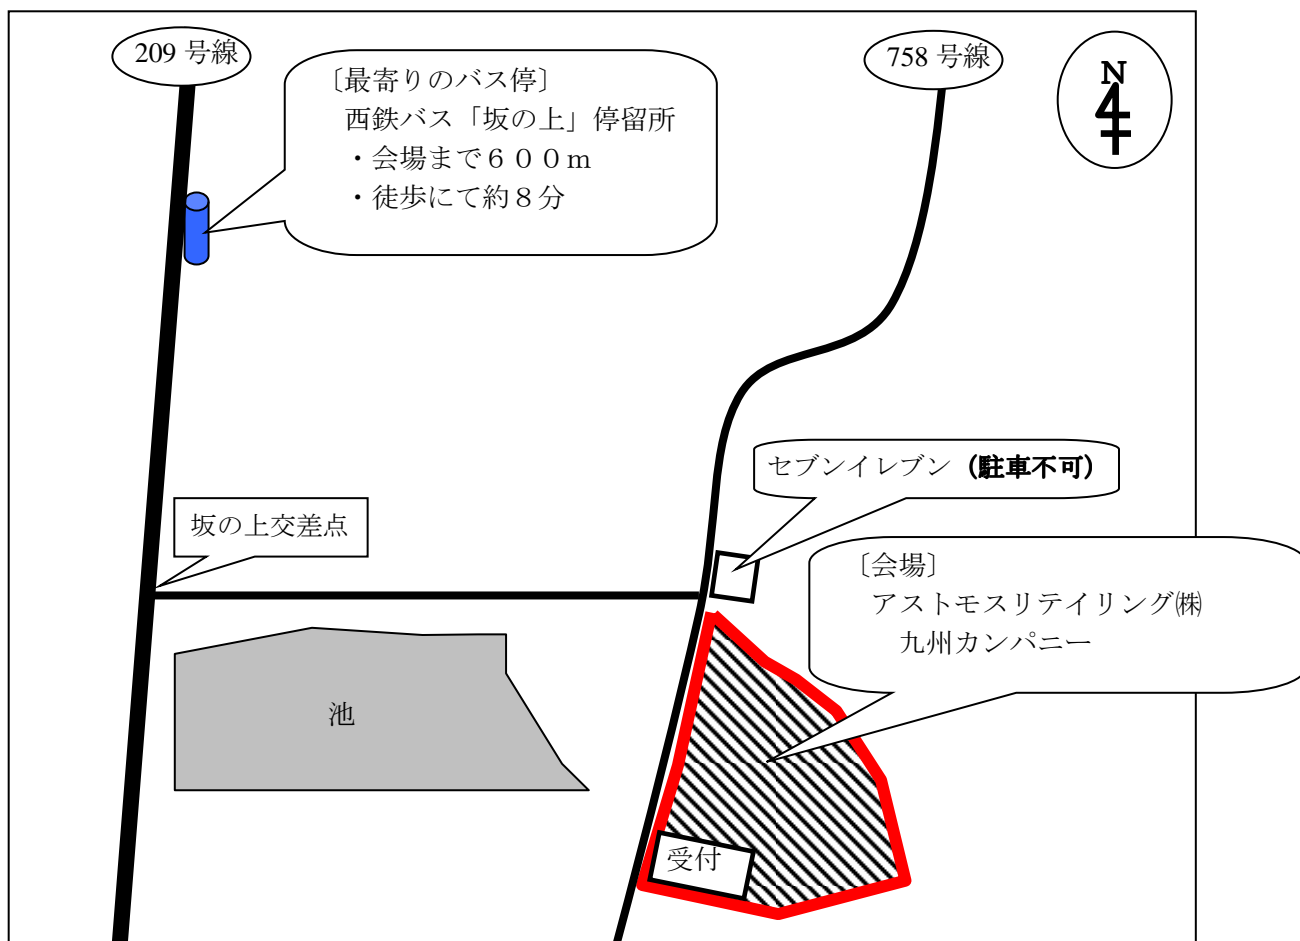 209 号線
758 号線
N
〔最寄りのバス停〕
西鉄バス「坂の上」停留所
・会場まで６００ｍ
・徒歩にて約８分
セブンイレブン（駐車不可）
坂の上交差点
〔会場〕
アストモスリテイリング㈱
九州カンパニー
池
受付